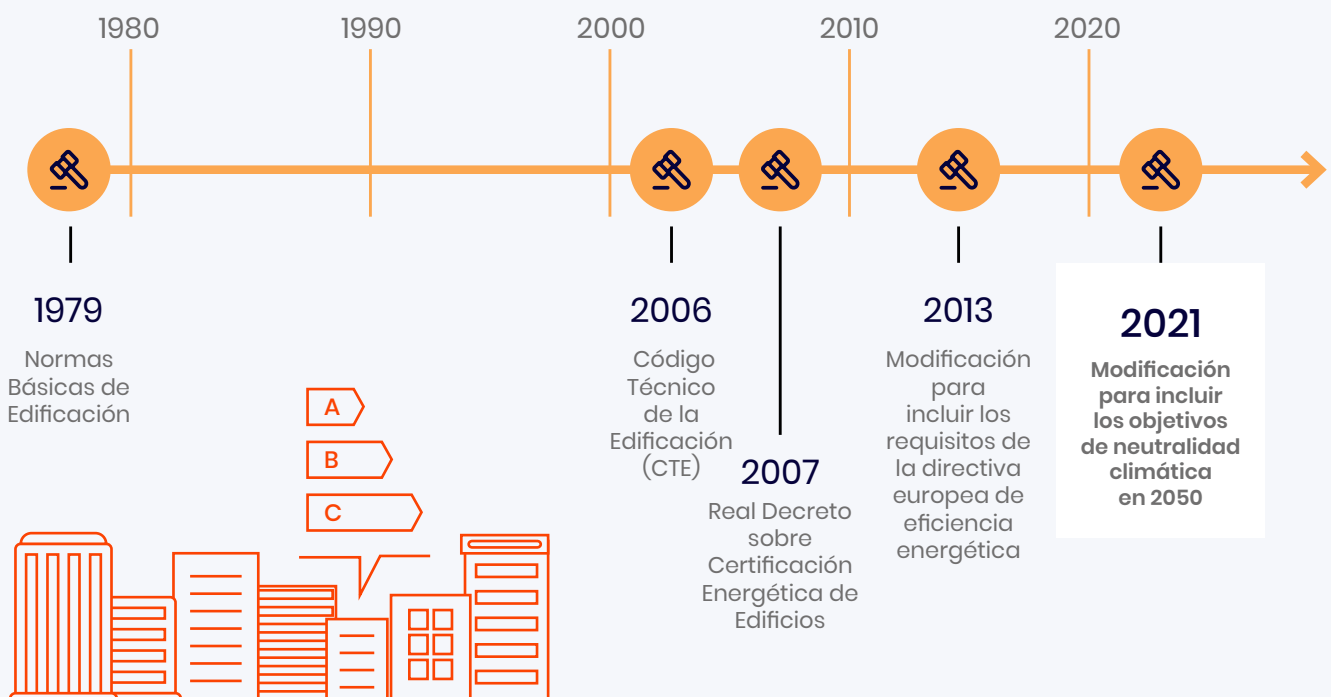 1980
1990
2000
2010
2020
1979
Normas
Básicas de
Edificación
2006
Código
Técnico
de la
Edificación
(CTE)
2007
Real Decreto
sobre
Certificación
Energética de
Edificios
2013
Modificación
para
incluir los
requisitos de
la directiva
europea de
eficiencia
energética
2021
Modificación
para incluir
los objetivos
de neutralidad
climática
en 2050
A
B
C